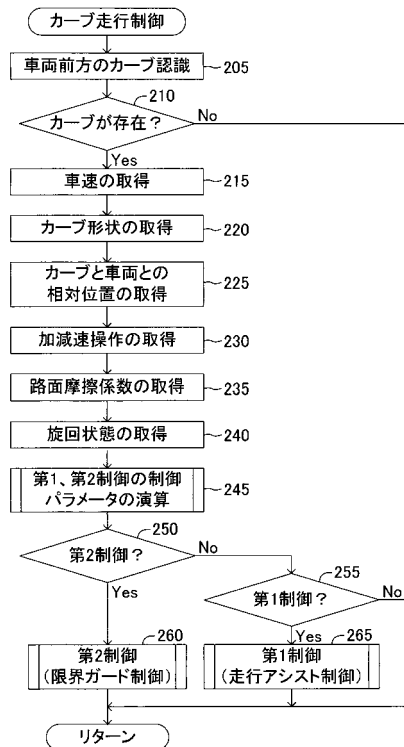 カーブ走行制御
車両前方のカーブ認識
205
210
カーブが存在?
No
Yes
車速の取得
215
カーブ形状の取得
220
カーブと車両との
相対位置の取得
225
加減速操作の取得
230
路面摩擦係数の取得
235
旋回状態の取得
240
第1、第2制御の制御
パラメータの演算
245
250
第2制御?
No
Yes
255
第1制御?
No
Yes
260
第2制御
(限界ガード制御)
265
第1制御
(走行アシスト制御)
リターン